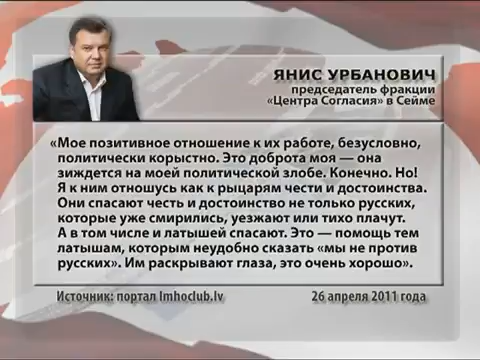 ЯНИС УРБАНОВИЧ
председатель фракции
«Центра Согласия» в Сейме
«Мое позитивное отношение к их работе, безусловно,
политически корыстно. Это доброта моя — она
зиждется на моей политической злобе. Конечно. Но!
Я к ним отношусь как к рыцарям чести и достоинства.
Они спасают честь и достоинство не только русских,
которые уже смирились, уезжают или тихо плачут.
А в том числе и латышей спасают. Это — помощь тем
латышам, которым неудобно сказать «мы не против
русских». Им раскрывают глаза, это очень хорошо».
Источник: портал Imhoclub.lv 26 апреля 2011 года